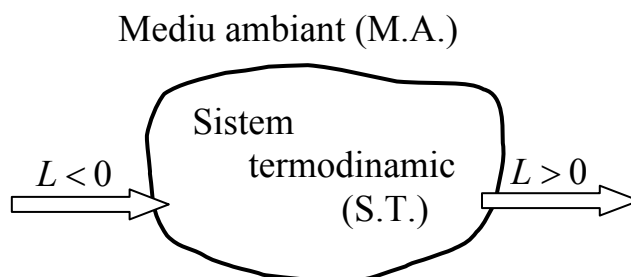 Mediu ambiant (M.A.)
Sistem
termodinamic
(S.T.)
L < 0
L > 0